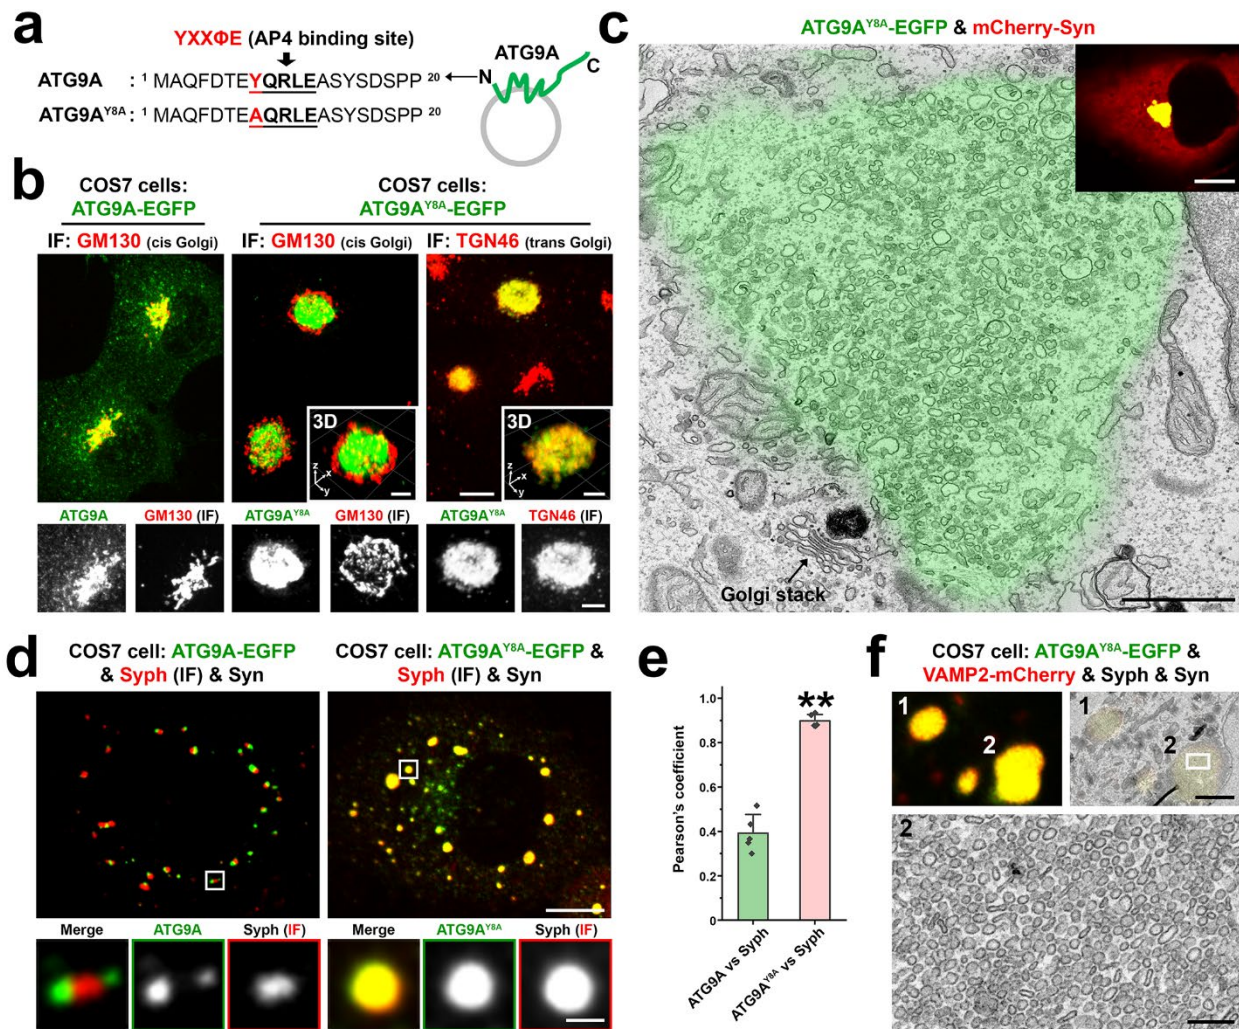 a
YXXΦE (AP4 binding site)
ATG9A : 1 MAQFDTEYQRLEASYSDSPP 20
ATG9AY8A : 1 MAQFDTEAQRLEASYSDSPP 20
N
ATG9A
C
b
COS7 cells:
ATG9A-EGFP
COS7 cells:
ATG9AY8A-EGFP
IF: GM130 (cis Golgi)
IF: GM130 (cis Golgi)
IF: TGN46 (trans Golgi)
3D
z
x
y
3D
z
x
y
ATG9A
GM130 (IF)
ATG9AY8A
GM130 (IF)
ATG9AY8A
TGN46 (IF)
c
ATG9AY8A-EGFP & mCherry-Syn
Golgi stack
d
COS7 cell: ATG9A-EGFP
& Syph (IF) & Syn
COS7 cell: ATG9AY8A-EGFP &
Syph (IF) & Syn
Merge
ATG9A
Syph (IF)
Merge
ATG9AY8A
Syph (IF)
e
Pearson's coefficient
1.0
0.8
0.6
0.4
0.2
0
**
ATG9A vs Syph
ATG9AY8A vs Syph
f
COS7 cell: ATG9AY8A-EGFP &
VAMP2-mCherry & Syph & Syn
1
2
1
2
2